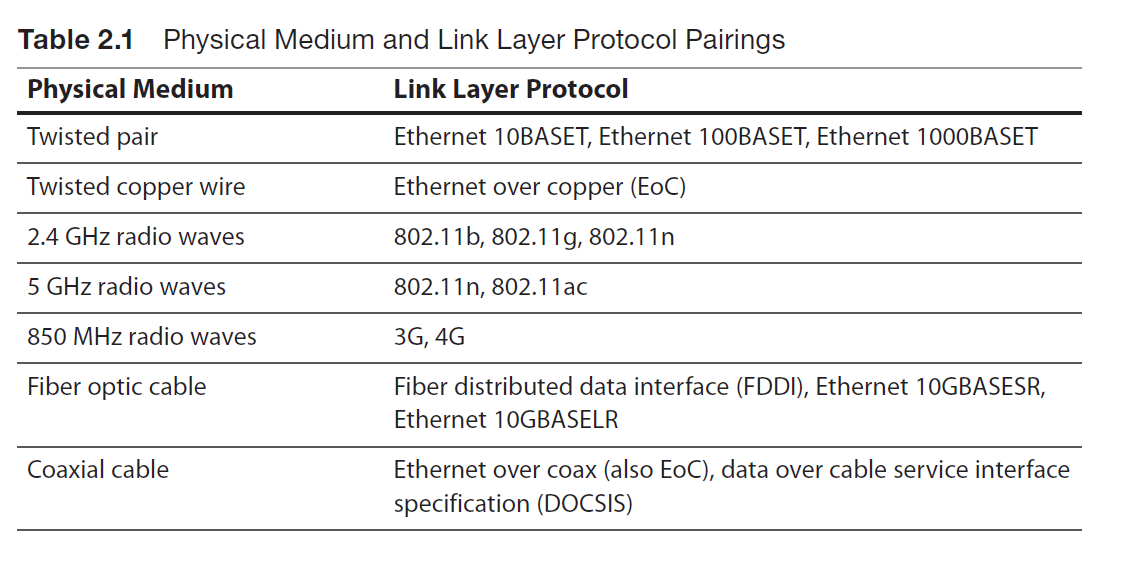 Table 2.1 Physical Medium and Link Layer Protocol Pairings
Physical Medium Link Layer Protocol
Twisted pair Ethernet 10BASET, Ethernet 100BASET, Ethernet 1000BASET
Twisted copper wire Ethernet over copper (EoC)
2.4 GHz radio waves 802.11b, 802.11g, 802.11n
5 GHz radio waves 802.11n, 802.11ac
850 MHz radio waves 3G, 4G
Fiber optic cable Fiber distributed data interface (FDDI), Ethernet 10GBASESR,
Ethernet 10GBASELR
Coaxial cable Ethernet over coax (also EoC), data over cable service interface
specification (DOCSIS)